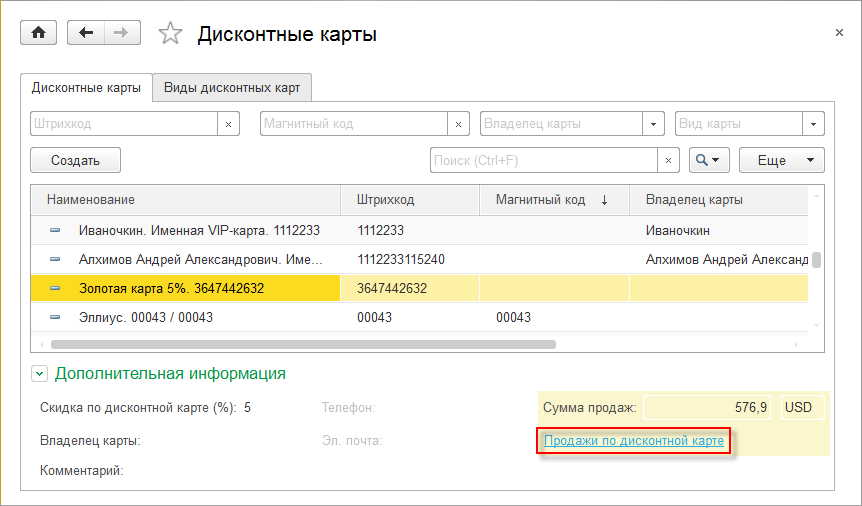 Дисконтные карты
Дисконтные карты Виды дисконтных карт
Штрихкод Магнитный код Владелец карты Вид карты
Создать Поиск (Ctrl+F) Еще
Наименование Штрихкод Магнитный код ↓ Владелец карты
Иваночкин. Именная VIP-карта. 1112233 1112233 Иваночкин
Алхимов Андрей Александрович. Име... 1112233115240 Алхимов Андрей Александ
Золотая карта 5%. 3647442632 3647442632
Эллиус. 00043 / 00043 00043 00043
Дополнительная информация
Скидка по дисконтной карте (%): 5 Телефон: Сумма продаж: 576,9 USD
Владелец карты: Эл. почта: Продажи по дисконтной карте
Комментарий: